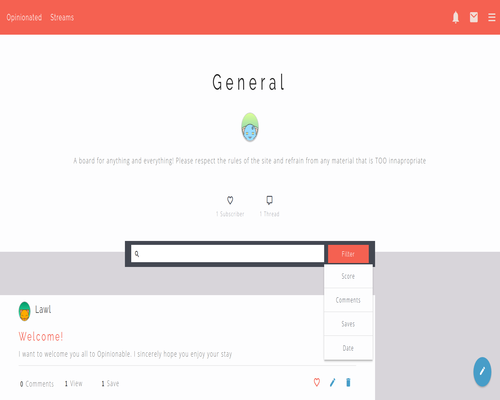 Opinionated Streams
General
A board for anything and everything! Please respect the rules of the site and refrain from any material that is TOO innapropriate
1 Subscriber 1 Thread
Filter
Score
Comments
Saves
Date
Lawl
Welcome!
I want to welcome you all to Opinionable. I sincerely hope you enjoy your stay
0 Comments 1 View 1 Save